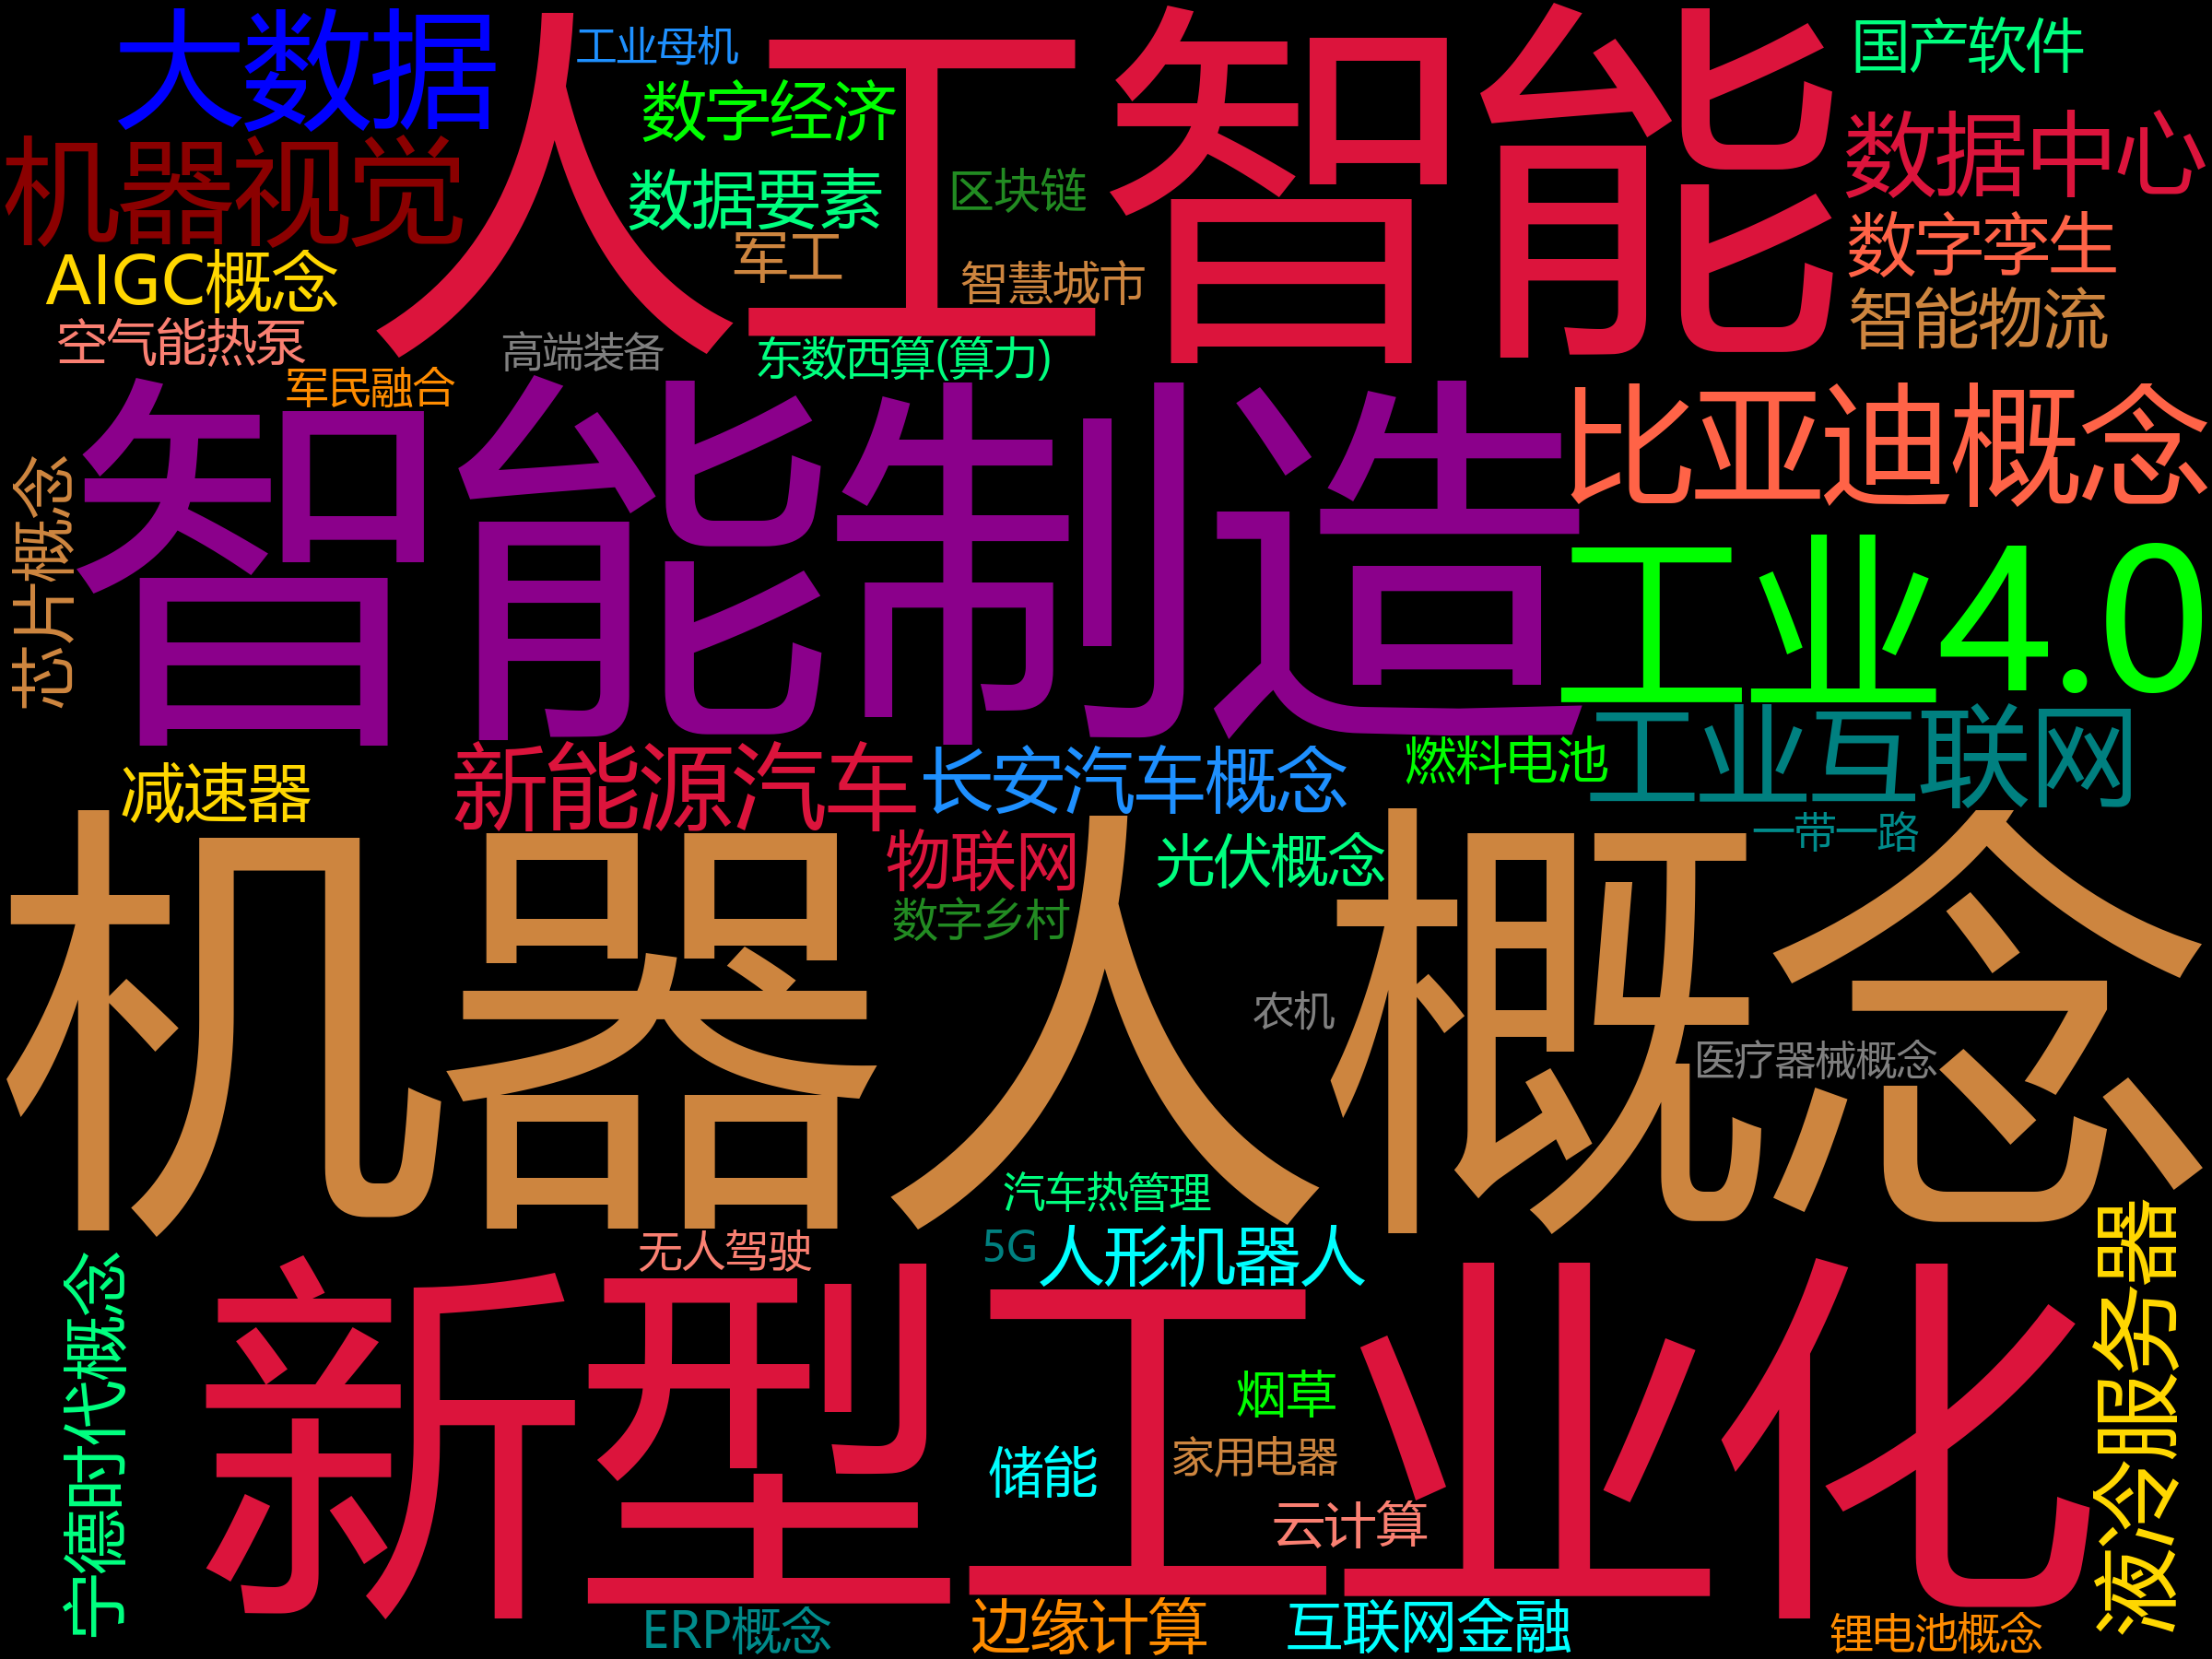 大数据
工业母机
人工智能
国产软件
数字经济
数据中心
机器视觉
数据要素
区块链
数字孪生
军工
智慧城市
AIGC概念
智能物流
空气能热泵
高端装备
东数西算(算力)
军民融合
智能制造
比亚迪概念
芯片概念
工业4.0
工业互联网
减速器
新能源汽车
长安汽车概念
燃料电池
一带一路
机器人概念
物联网
光伏概念
数字乡村
农机
医疗器械概念
汽车热管理
无人驾驶
5G
人形机器人
液冷服务器
宁德时代概念
新型工业化
烟草
家用电器
储能
云计算
ERP概念
边缘计算
互联网金融
锂电池概念